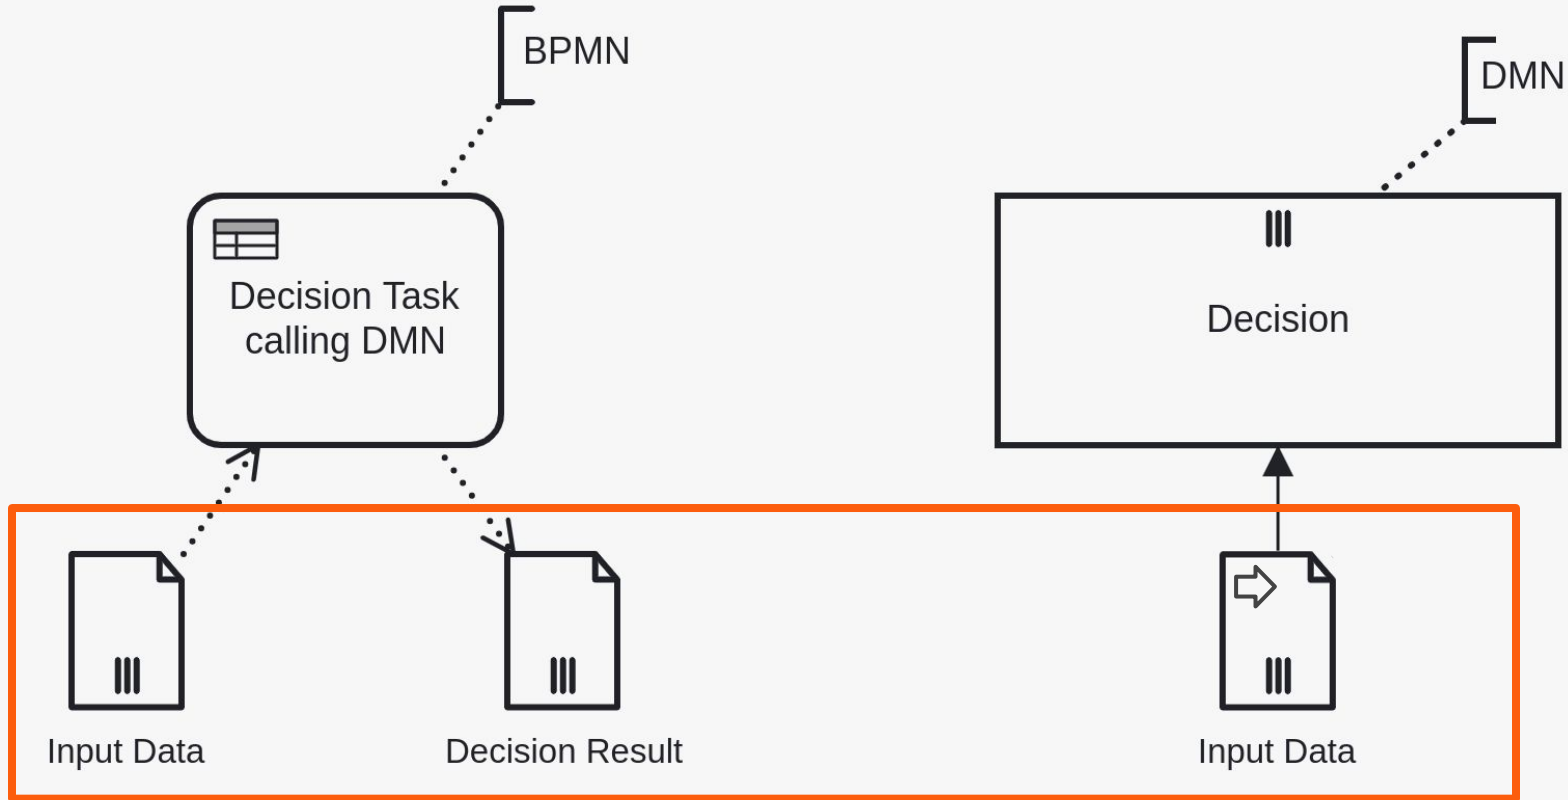 BPMN
DMN
Decision Task
calling DMN
Decision
Input Data
Decision Result
Input Data